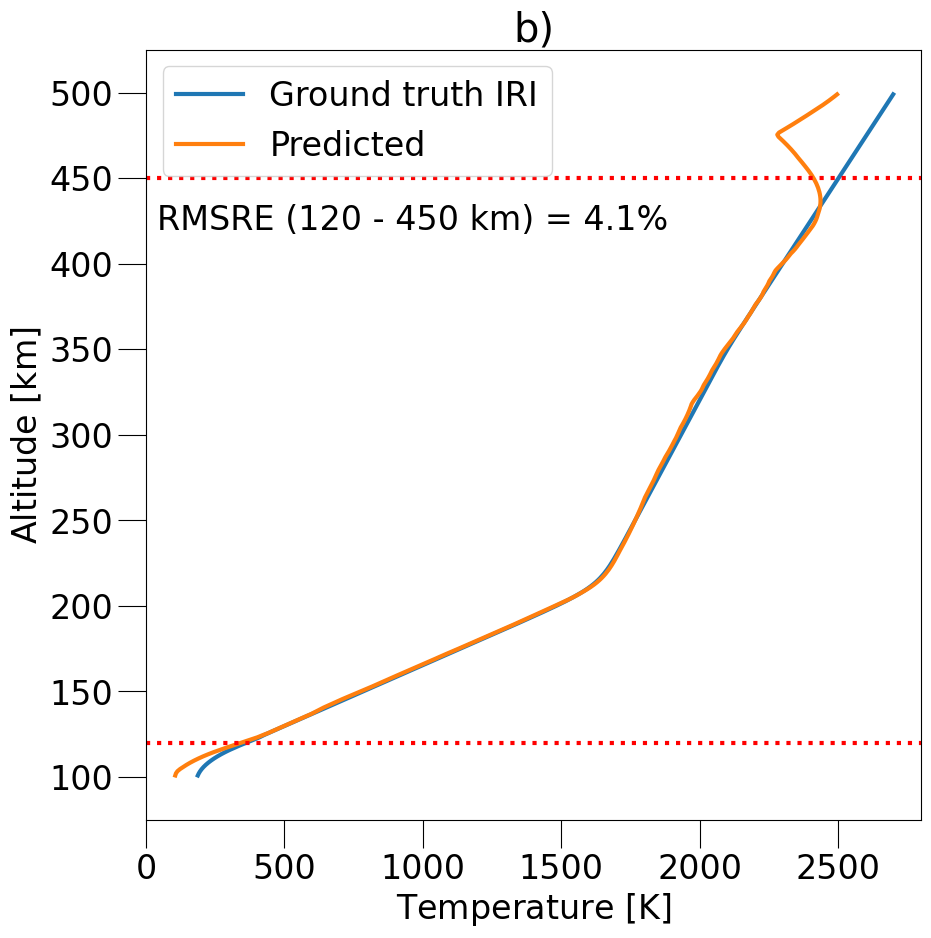 b)
Ground truth IRI
Predicted
RMSRE (120 - 450 km) = 4.1%
Altitude [km]
500
450
400
350
300
250
200
150
100
0 500 1000 1500 2000 2500
Temperature [K]